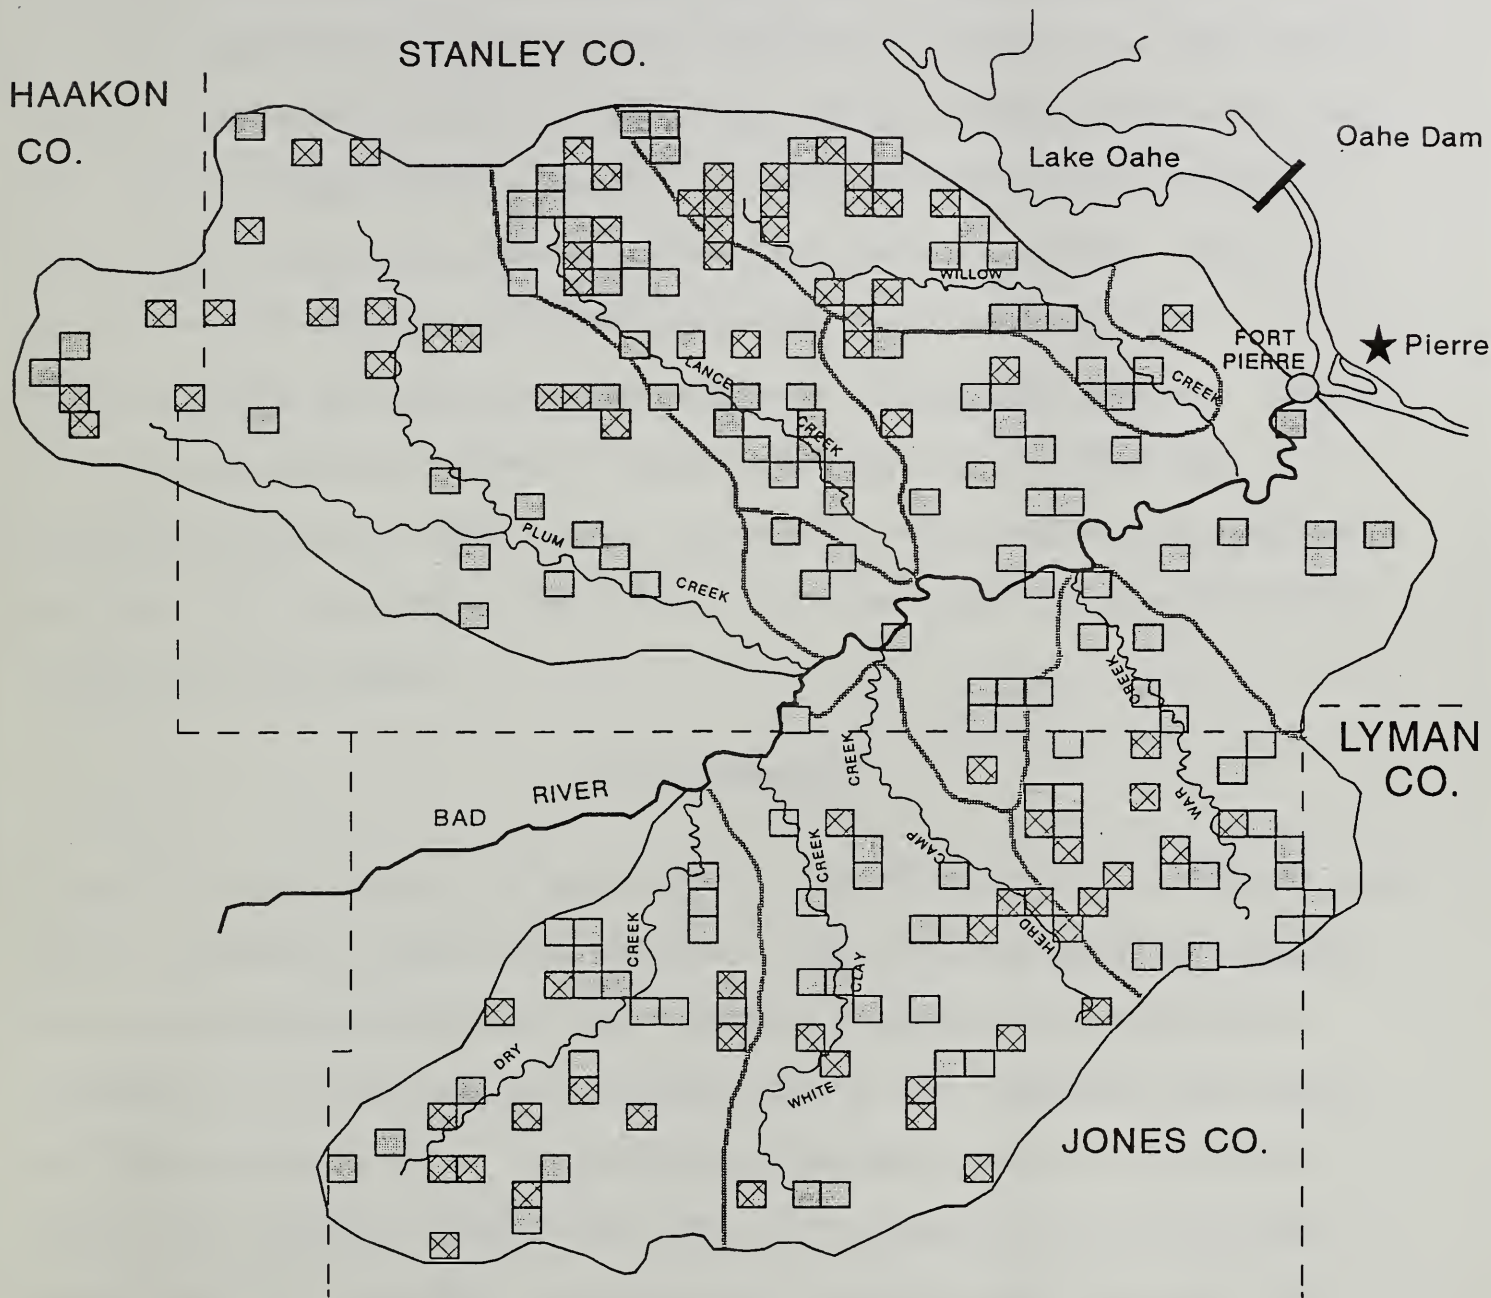 STANLEY CO.
HAAKON
CO.
Oahe Dam
Lake Oahe
WILLOW
FORT
PIERRE
Pierre
LANCE
CREEK
CREEK
PLUM
CREEK
CREEK
LYMAN
CO.
CREEK
BAD RIVER
WAR
CREEK
CAMP
CREEK
HERD
CLAY
DRY
WHITE
JONES CO.